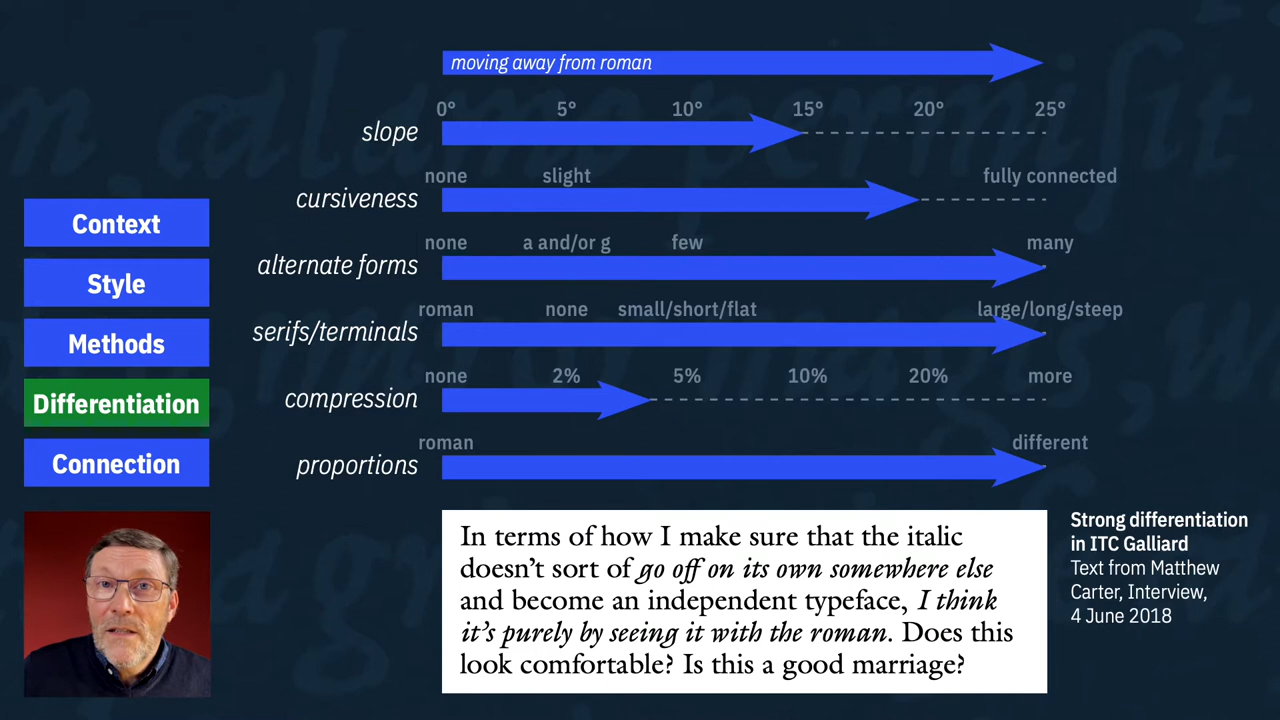 moving away from roman
0° 5° 10° 15° 20° 25°
slope
none slight fully connected
cursiveness
none a and/or g few many
alternate forms
roman none small/short/flat large/long/steep
serifs/terminals
none 2% 5% 10% 20% more
compression
roman different
proportions
Context
Style
Methods
Differentiation
Connection
In terms of how I make sure that the italic
doesn’t sort of go off on its own somewhere else
and become an independent typeface, I think
it’s purely by seeing it with the roman. Does this
look comfortable? Is this a good marriage?
Strong differentiation
in ITC Galliard
Text from Matthew
Carter, Interview,
4 June 2018